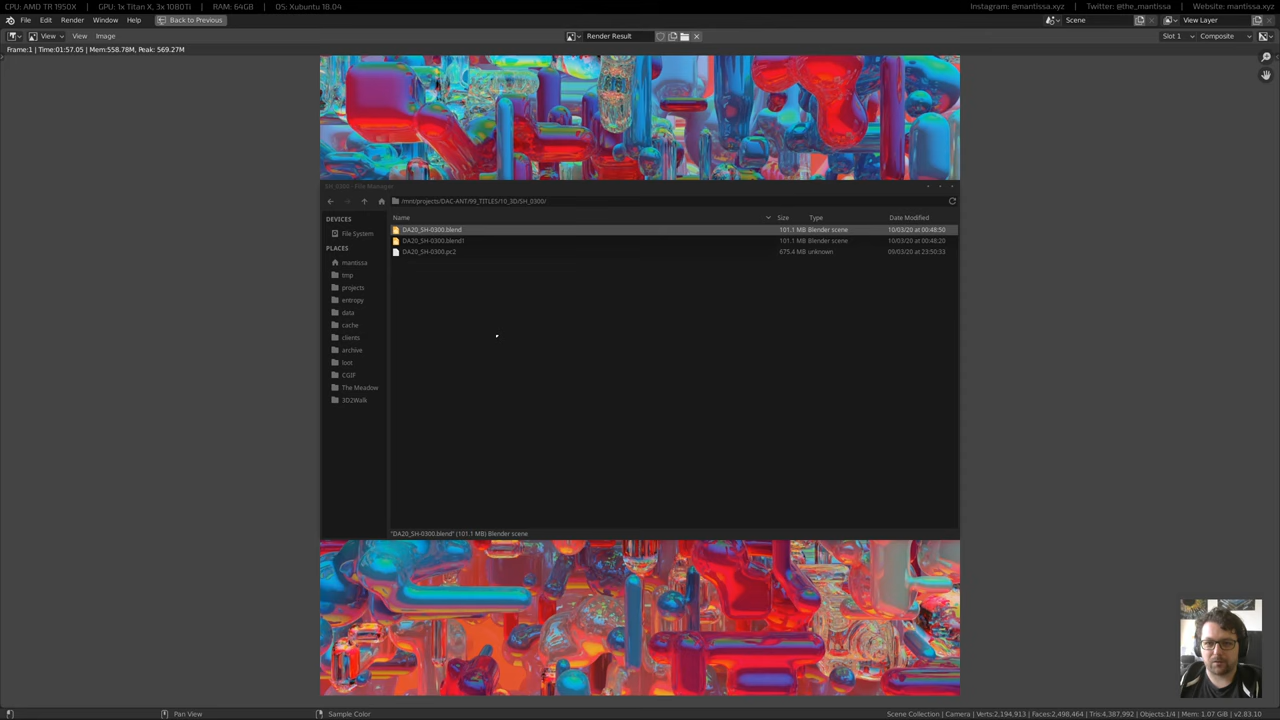 CPU: AMD TR 1950X | GPU: 1x Titan X, 3x 1080Ti | RAM: 64GB | OS: Xubuntu 18.04 Instagram: @mantissa.xyz | Twitter: @the_mantissa | Website: mantissa.xyz
File Edit Render Window Help Back to Previous Scene View Layer
View View Image Render Result Slot 1 Composite
Frame:1 | Time:01:57.05 | Mem:558.78M, Peak: 569.27M
SH_0300 - File Manager
/mnt/projects/DAC-ANT/99_TITLES/10_3D/SH_0300/
DEVICES
File System
PLACES
mantissa
tmp
projects
entropy
data
cache
clients
archive
loot
CGIF
The Meadow
3D2Walk
Name Size Type Date Modified
DA20_SH-0300.blend 101.1 MB Blender scene 10/03/20 at 00:48:50
DA20_SH-0300.blend1 101.1 MB Blender scene 10/03/20 at 00:48:20
DA20_SH-0300.pc2 675.4 MB unknown 09/03/20 at 23:50:33
"DA20_SH-0300.blend" (101.1 MB) Blender scene
Pan View Sample Color Scene Collection | Camera | Verts:2,194,913 | Faces:2,498,464 | Tris:4,387,992 | Objects:1/4 | Mem: 1.07 GiB | v2.83.10